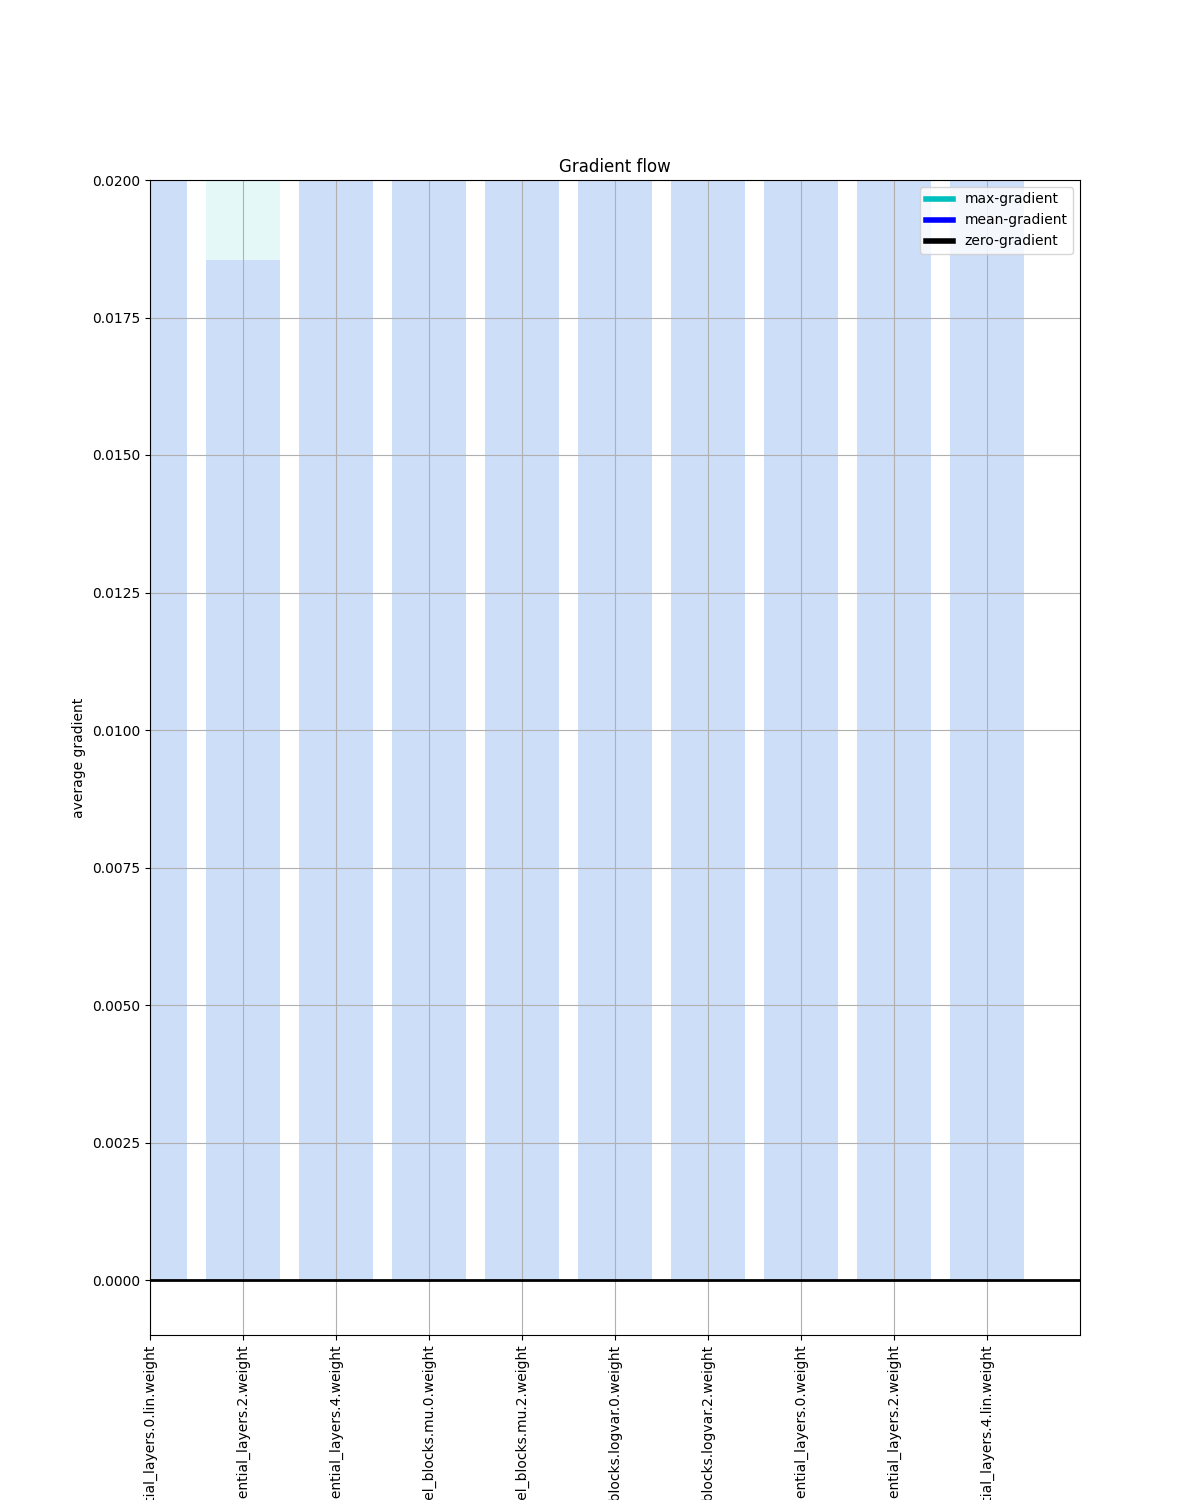 Gradient flow
max-gradient
mean-gradient
zero-gradient
0.0200
0.0175
0.0150
0.0125
0.0100
0.0075
0.0050
0.0025
0.0000
average gradient
tial_layers.0.lin.weight
ential_layers.2.weight
ential_layers.4.weight
el_blocks.mu.0.weight
el_blocks.mu.2.weight
blocks.logvar.0.weight
blocks.logvar.2.weight
ential_layers.0.weight
ential_layers.2.weight
tial_layers.4.lin.weight